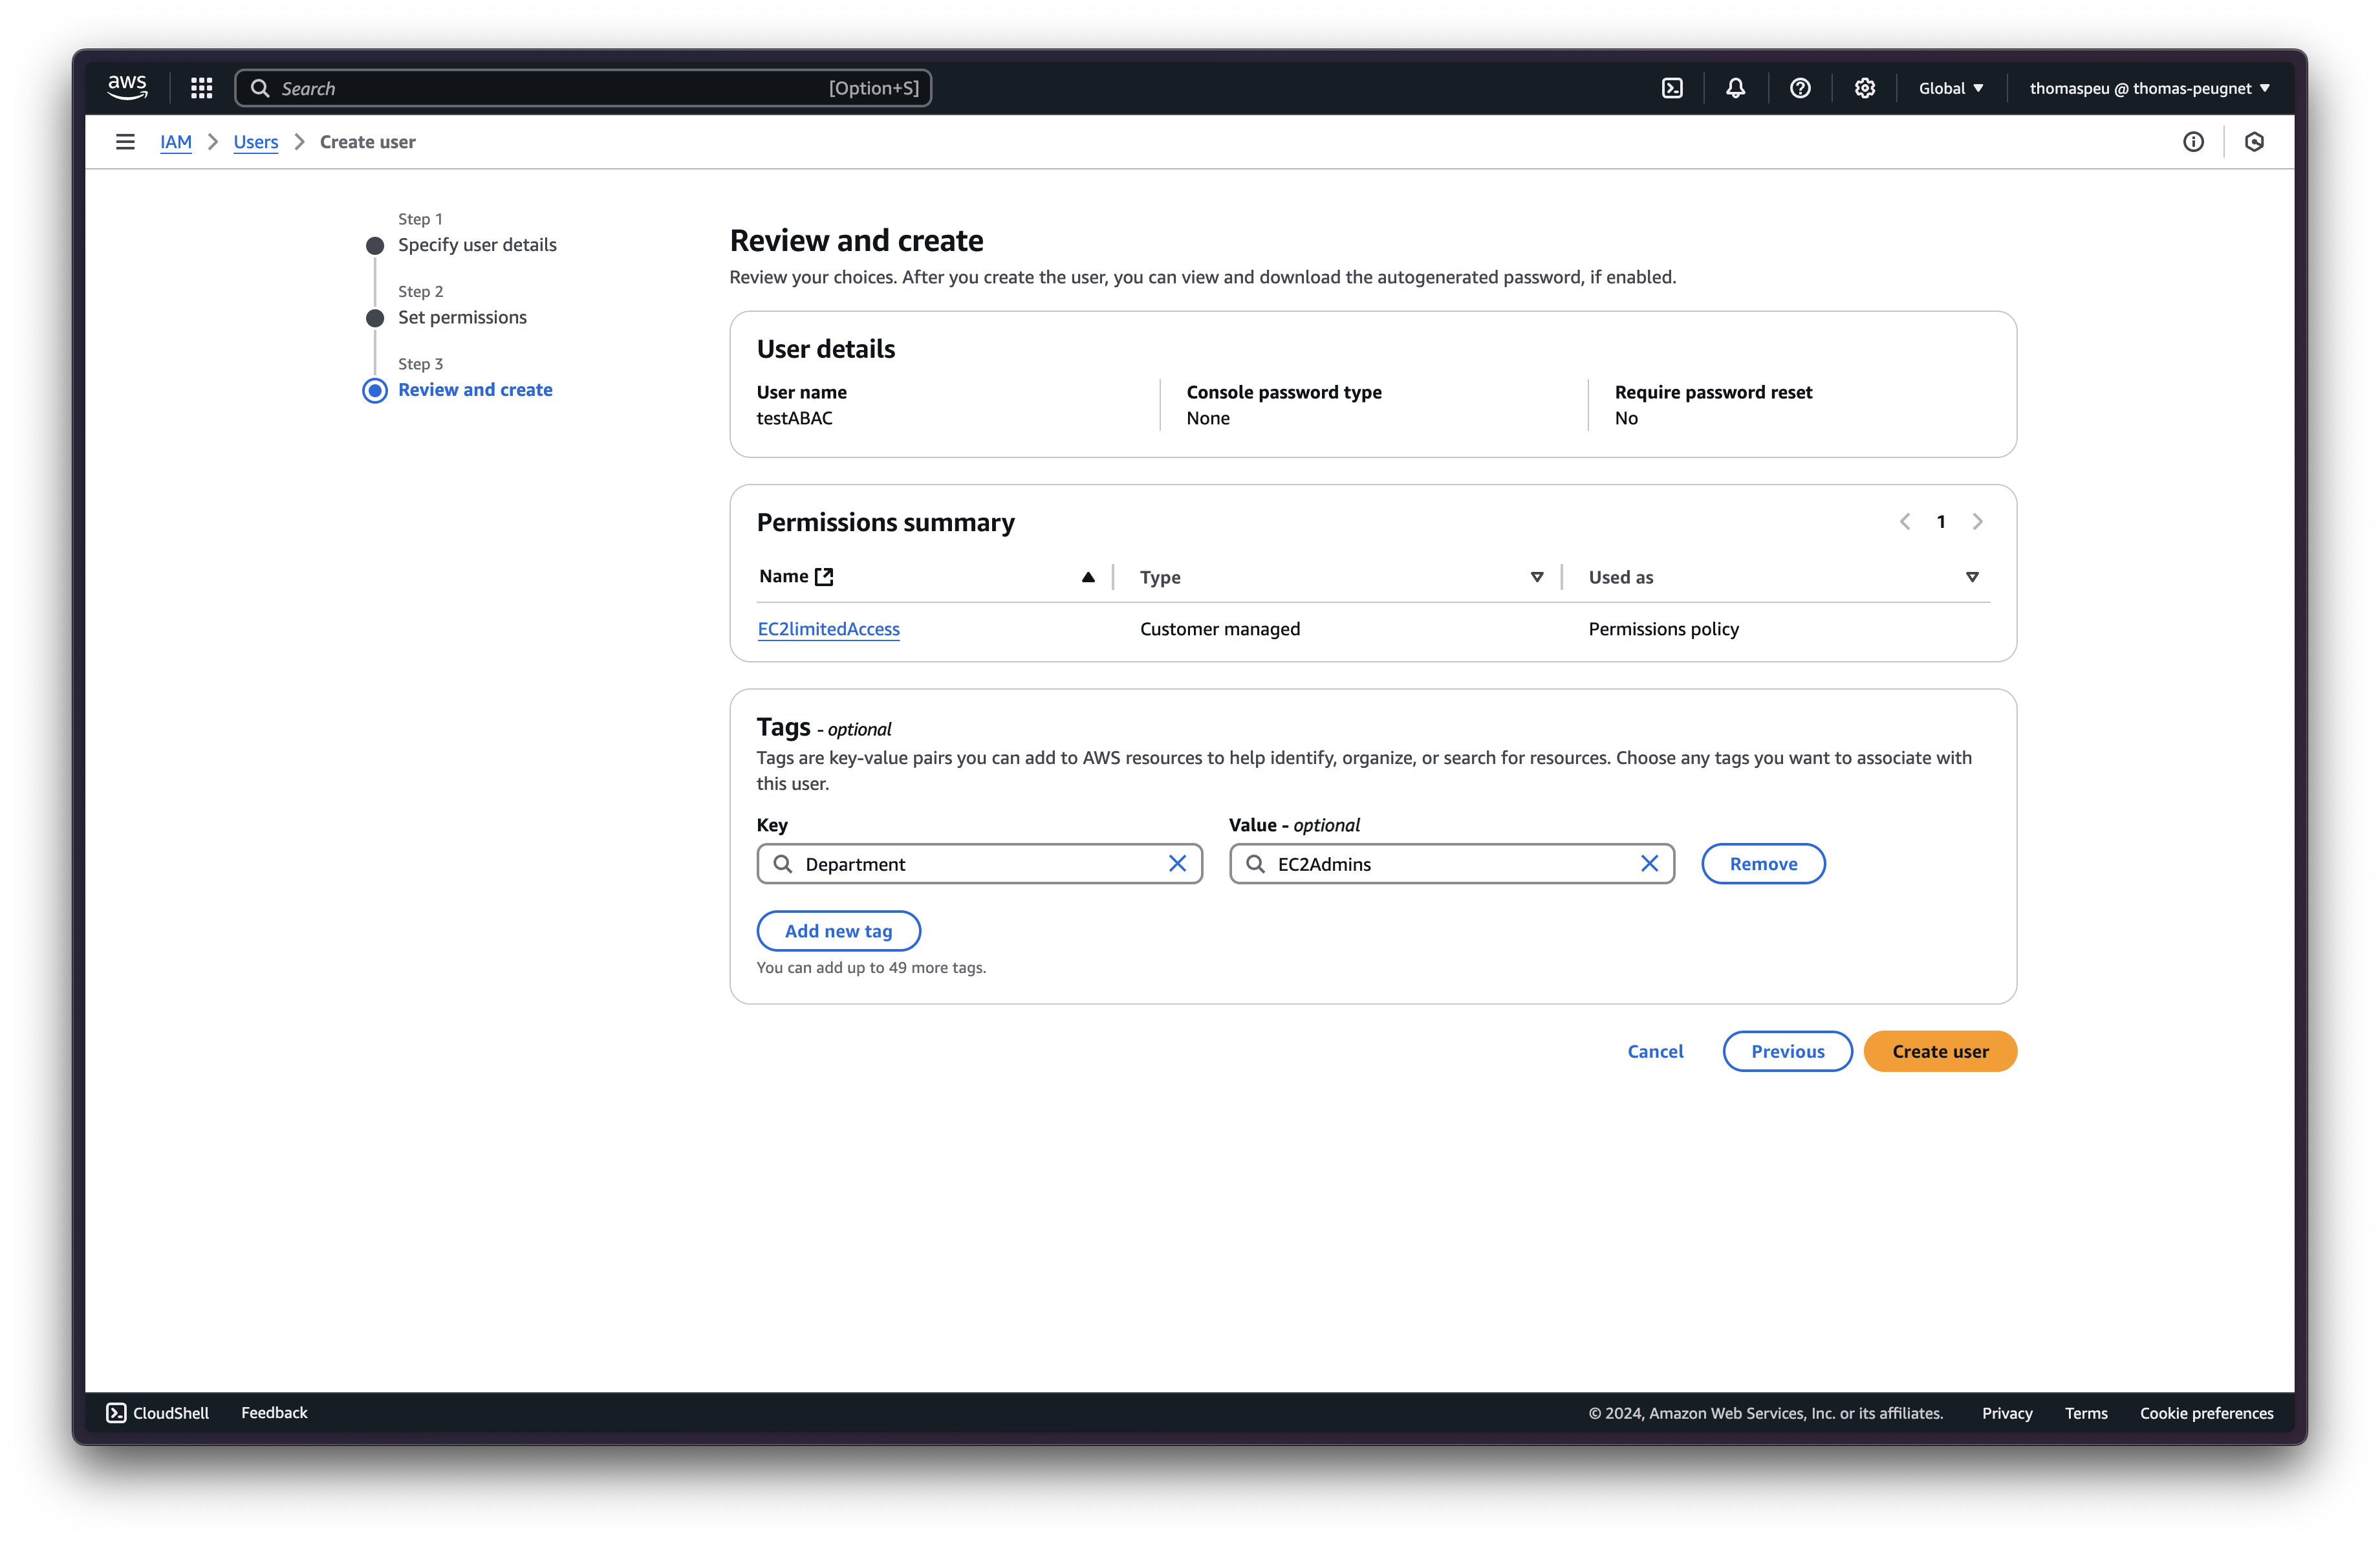 aws
Search [Option+S]
Global thomaspeu @ thomas-peugnet
IAM Users Create user
Step 1
Specify user details
Step 2
Set permissions
Step 3
Review and create
Review and create
Review your choices. After you create the user, you can view and download the autogenerated password, if enabled.
User details
User name Console password type Require password reset
testABAC None No
Permissions summary 1
Name Type Used as
EC2limitedAccess Customer managed Permissions policy
Tags - optional
Tags are key-value pairs you can add to AWS resources to help identify, organize, or search for resources. Choose any tags you want to associate with
this user.
Key Value - optional
Department EC2Admins Remove
Add new tag
You can add up to 49 more tags.
Cancel Previous Create user
CloudShell Feedback © 2024, Amazon Web Services, Inc. or its affiliates. Privacy Terms Cookie preferences